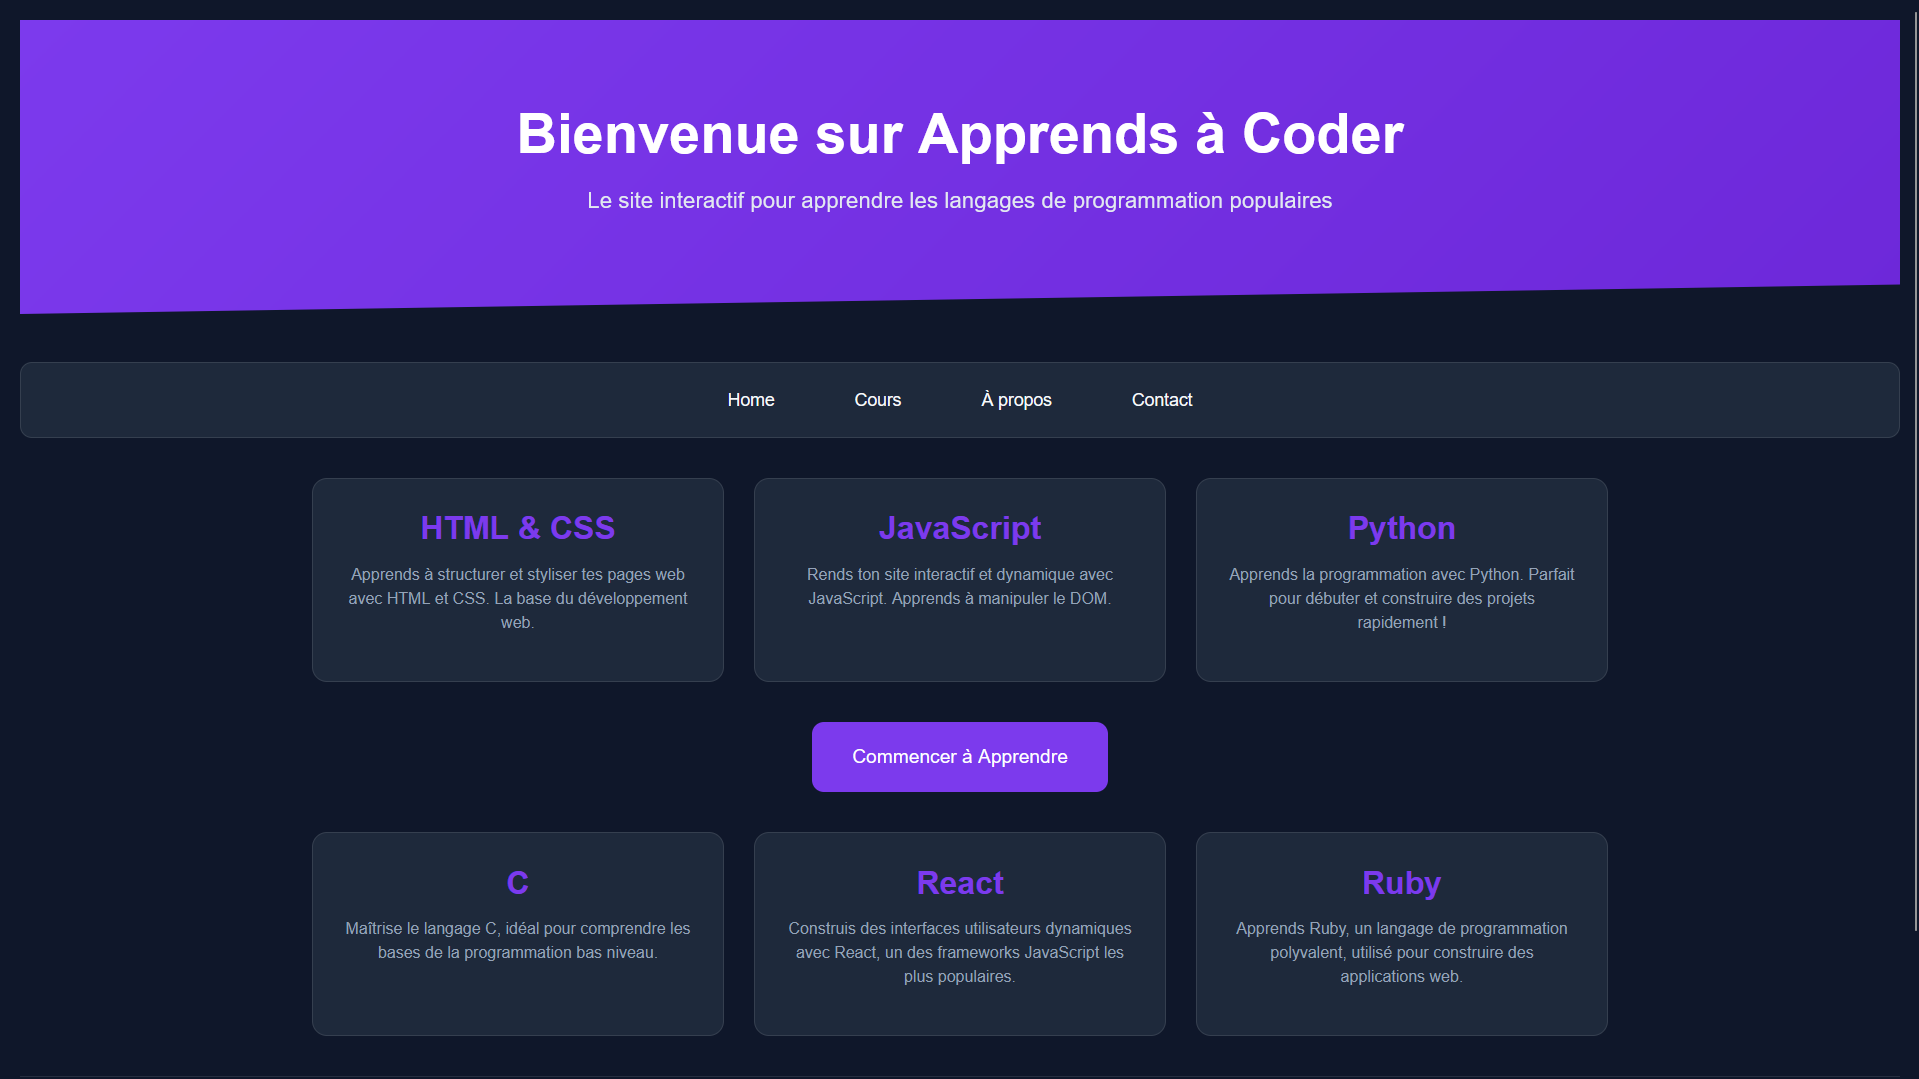 Bienvenue sur Apprends à Coder
Le site interactif pour apprendre les langages de programmation populaires
Home
Cours
À propos
Contact
HTML & CSS
Apprends à structurer et styliser tes pages web
avec HTML et CSS. La base du développement
web.
JavaScript
Rends ton site interactif et dynamique avec
JavaScript. Apprends à manipuler le DOM.
Python
Apprends la programmation avec Python. Parfait
pour débuter et construire des projets
rapidement !
Commencer à Apprendre
C
Maîtrise le langage C, idéal pour comprendre les
bases de la programmation bas niveau.
React
Construis des interfaces utilisateurs dynamiques
avec React, un des frameworks JavaScript les
plus populaires.
Ruby
Apprends Ruby, un langage de programmation
polyvalent, utilisé pour construire des
applications web.